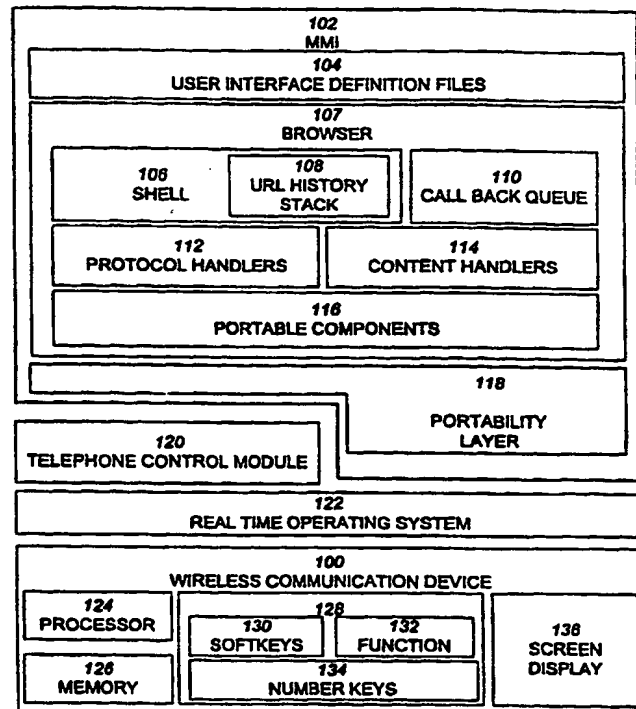 102
MMI
104
USER INTERFACE DEFINITION FILES
107
BROWSER
106
SHELL
108
URL HISTORY
STACK
110
CALL BACK QUEUE
112
PROTOCOL HANDLERS
114
CONTENT HANDLERS
116
PORTABLE COMPONENTS
118
PORTABILITY
LAYER
120
TELEPHONE CONTROL MODULE
122
REAL TIME OPERATING SYSTEM
100
WIRELESS COMMUNICATION DEVICE
124
PROCESSOR
126
MEMORY
128
130
SOFTKEYS
132
FUNCTION
134
NUMBER KEYS
136
SCREEN
DISPLAY